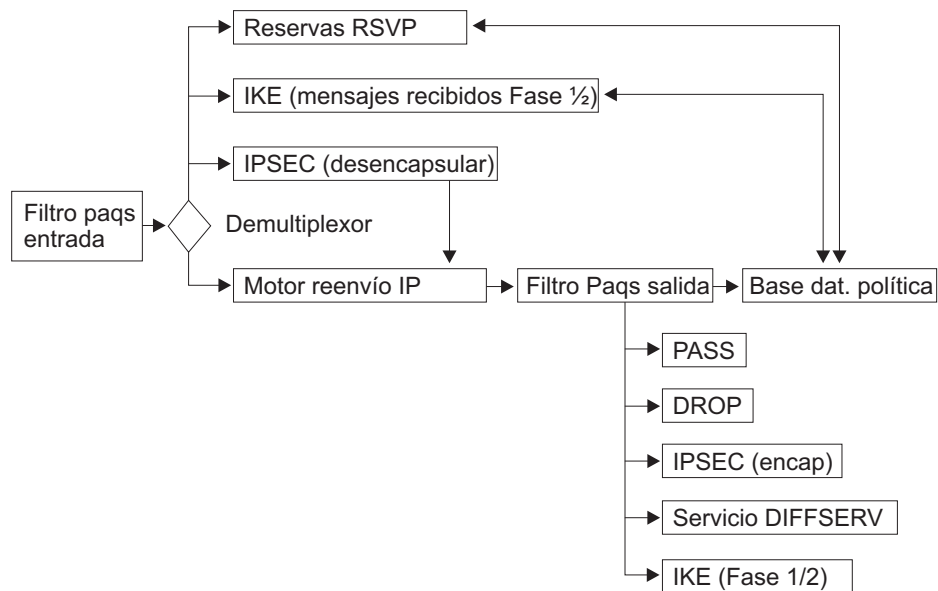 Reservas RSVP
IKE (mensajes recibidos Fase ½)
IPSEC (desencapsular)
Filtro paqs
entrada
Demultiplexor
Motor reenvío IP
Filtro Paqs salida
Base dat. política
PASS
DROP
IPSEC (encap)
Servicio DIFFSERV
IKE (Fase 1/2)